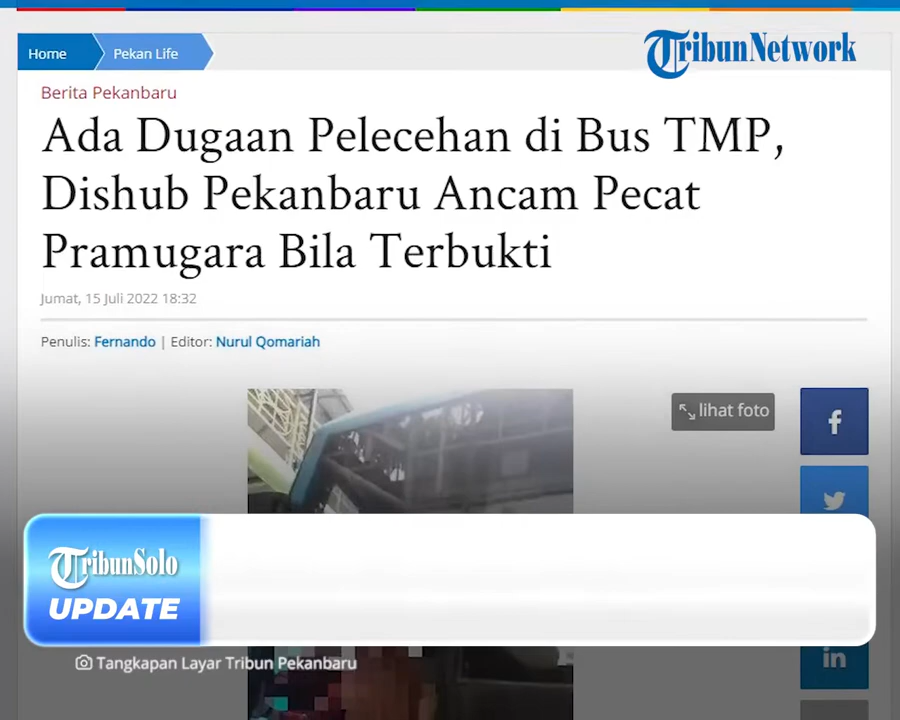 Home
Pekan Life
TribunNetwork
Berita Pekanbaru
Ada Dugaan Pelecehan di Bus TMP,
Dishub Pekanbaru Ancam Pecat
Pramugara Bila Terbukti
Jumat, 15 Juli 2022 18:32
Penulis: Fernando | Editor: Nurul Qomariah
lihat foto
f
TribunSolo
UPDATE
Tangkapan Layar Tribun Pekanbaru
in